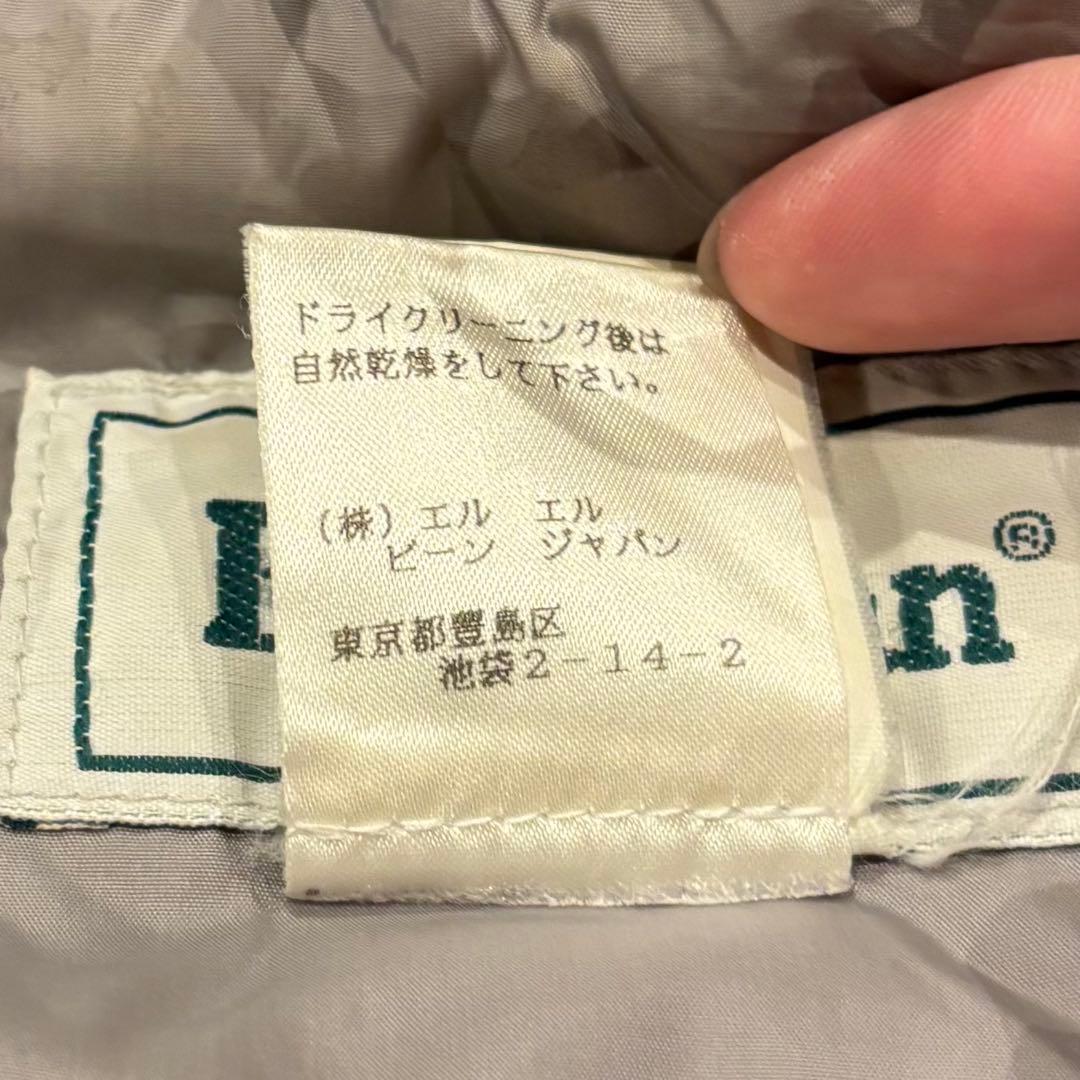 ドライクリーニング後は
自然乾燥をして下さい。
(株)エル エル
ビーン ジャパン
東京都豊島区
池袋2-14-2
L
an®